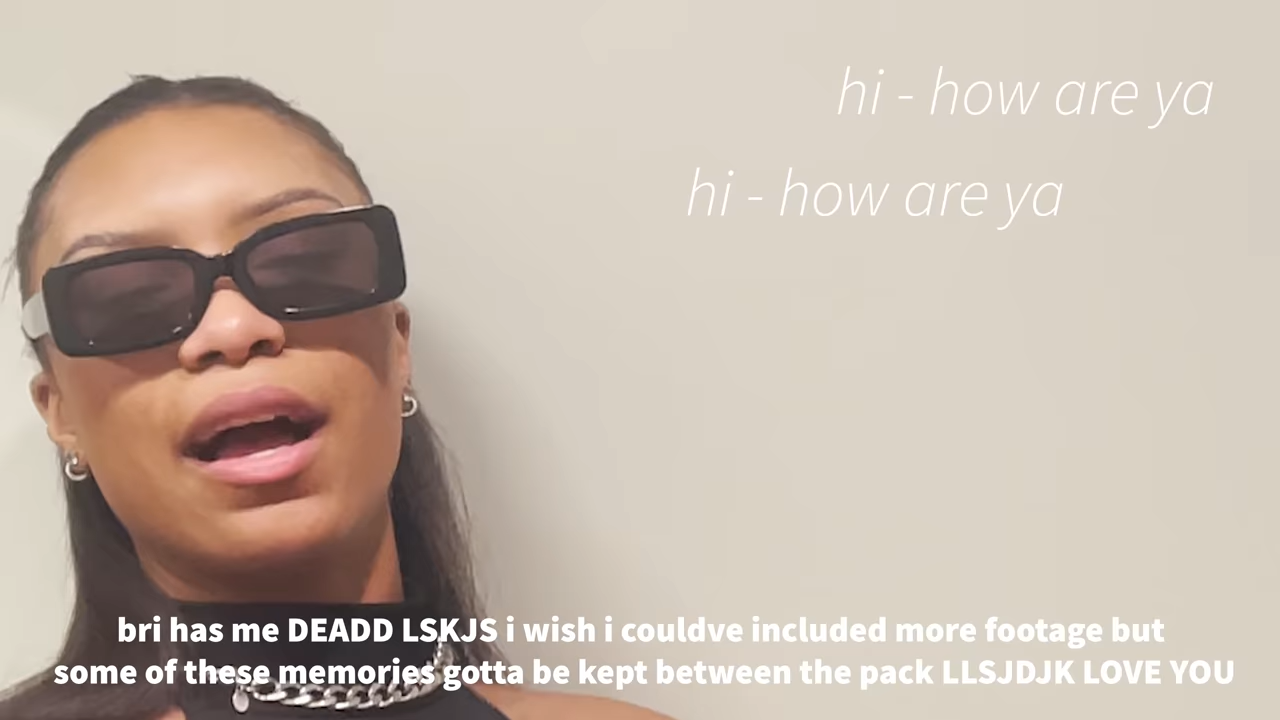 hi - how are ya
hi - how are ya
bri has me DEADD LSKJS i wish i couldve included more footage but
some of these memories gotta be kept between the pack LLSJDJK LOVE YOU